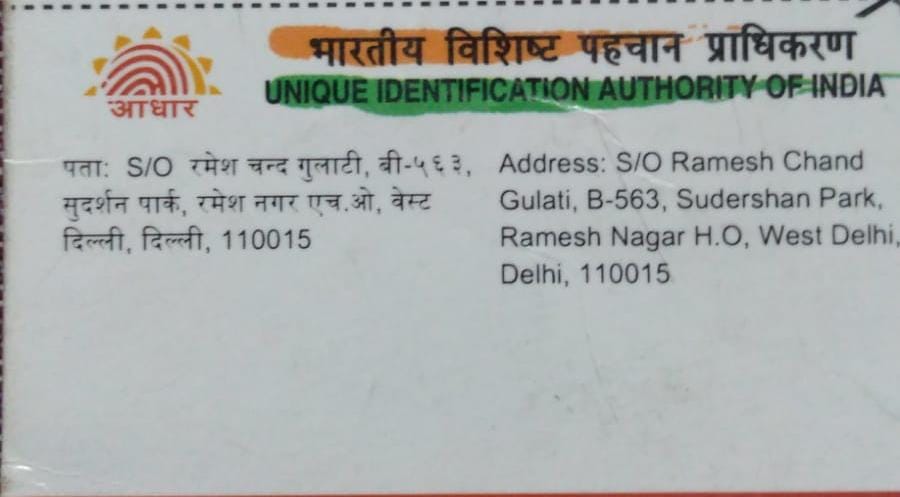 भारतीय विशिष्ट पहचान प्राधिकरण
UNIQUE IDENTIFICATION AUTHORITY OF INDIA
आधार
पता: S/O रमेश चन्द गुलाटी, बी-५६३,
सुदर्शन पार्क, रमेश नगर एच.ओ, वेस्ट
दिल्ली, दिल्ली, 110015
Address: S/O Ramesh Chand
Gulati, B-563, Sudershan Park,
Ramesh Nagar H.O, West Delhi,
Delhi, 110015